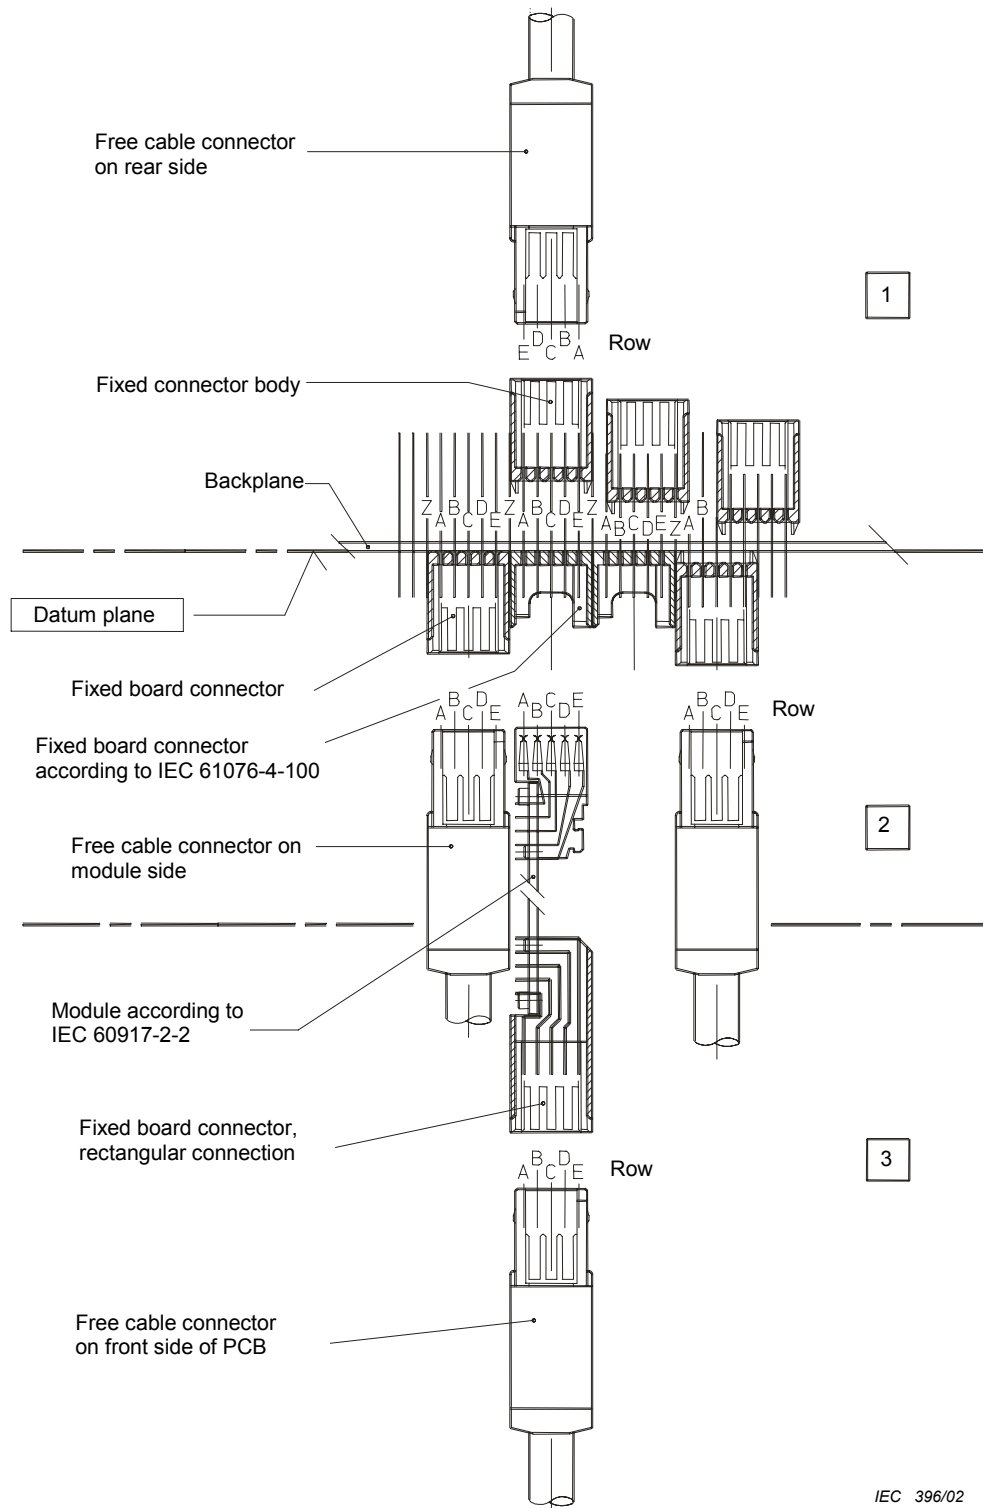 Free cable connector
on rear side
1
E D C B A
Row
Fixed connector body
Backplane
Z A B C D E Z A B C D E Z A B C D E Z A B
Datum plane
Fixed board connector
A B C D E
A B C D E
A B C D E
Row
Fixed board connector
according to IEC 61076-4-100
2
Free cable connector on
module side
Module according to
IEC 60917-2-2
Fixed board connector,
rectangular connection
3
A B C D E
Row
Free cable connector
on front side of PCB
IEC 396/02